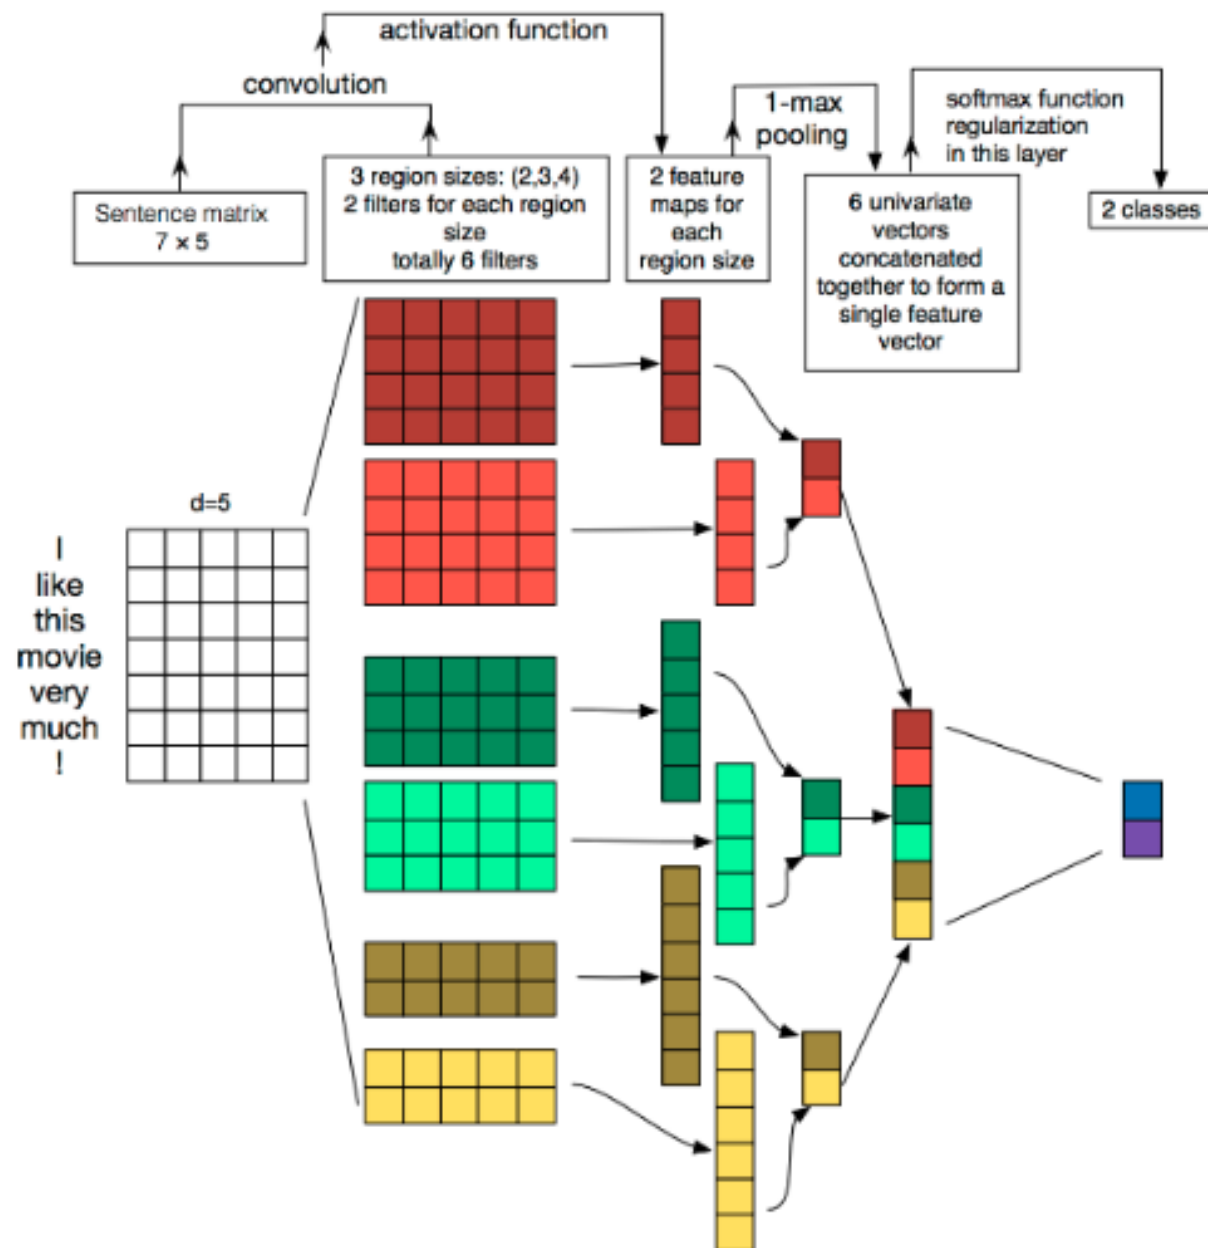 activation function
convolution
1-max
pooling
softmax function
regularization
in this layer
Sentence matrix
7 × 5
3 region sizes: (2,3,4)
2 filters for each region
size
totally 6 filters
2 feature
maps for
each
region size
6 univariate
vectors
concatenated
together to form a
single feature
vector
2 classes
d=5
I
like
this
movie
very
much
!